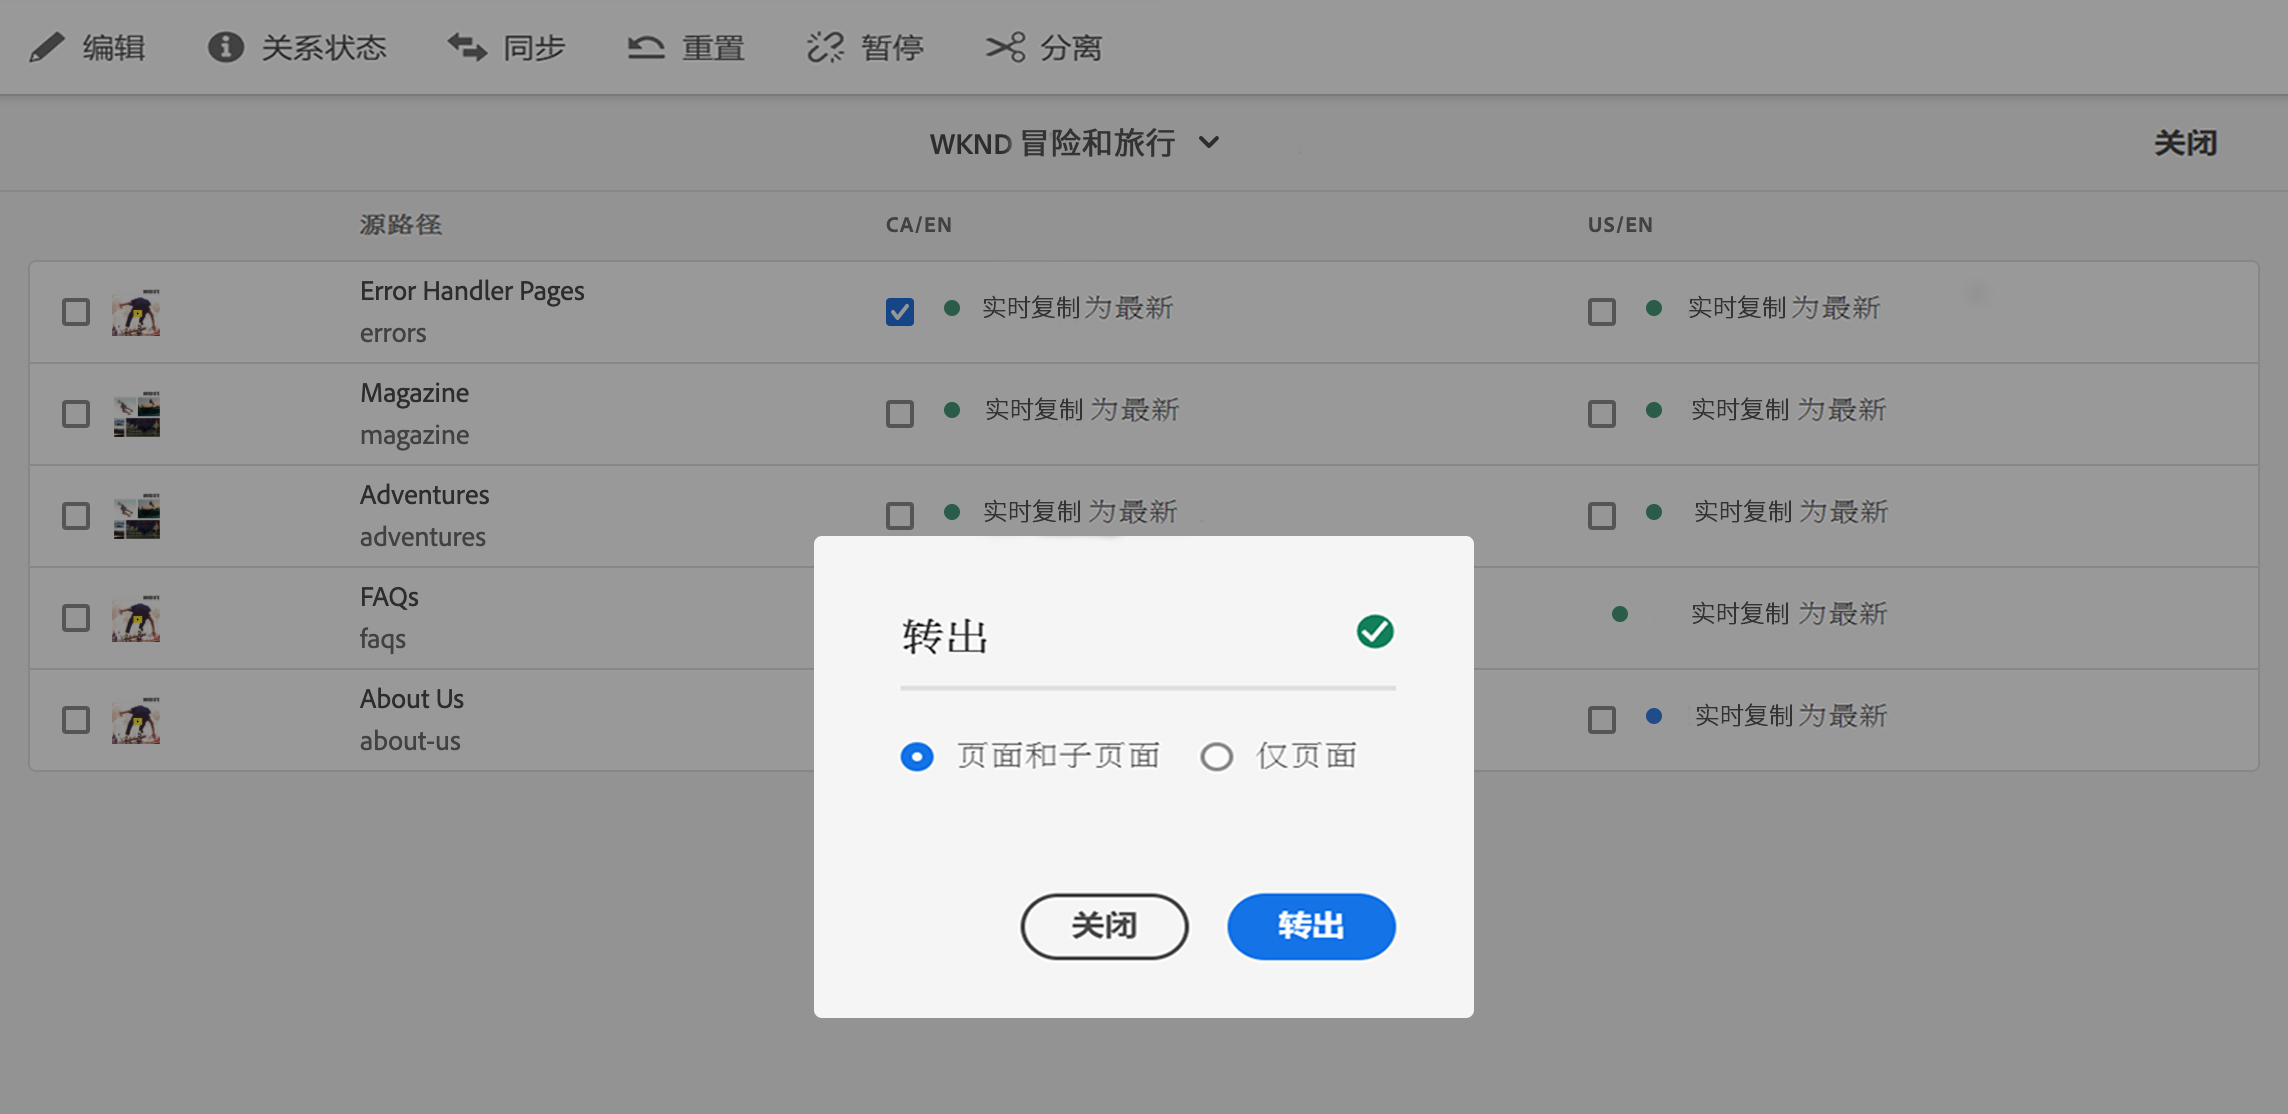 编辑 关系状态 同步 重置 暂停 分离
WKND 冒险和旅行 关闭
源路径 CA/EN US/EN
Error Handler Pages
errors
实时复制为最新 实时复制为最新
Magazine
magazine
实时复制 为最新 实时复制 为最新
Adventures
adventures
实时复制 为最新 实时复制 为最新
FAQs
faqs
实时复制 为最新
About Us
about-us
实时复制为最新
转出
页面和子页面 仅页面
关闭 转出